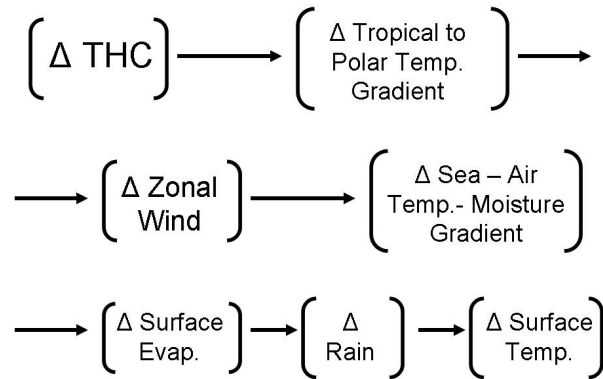 Δ THC
Δ Tropical to
Polar Temp.
Gradient
Δ Zonal
Wind
Δ Sea – Air
Temp.- Moisture
Gradient
Δ Surface
Evap.
Δ
Rain
Δ Surface
Temp.